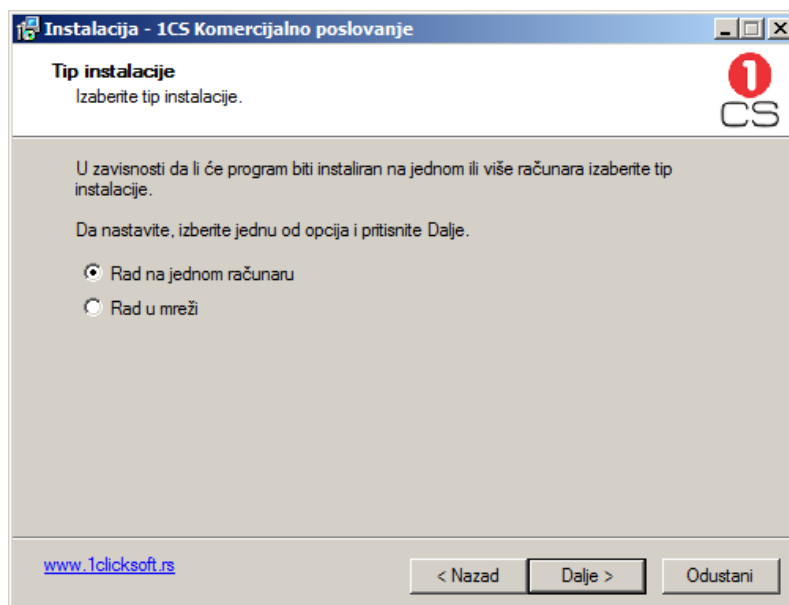 Instalacija - 1CS Komercijalno poslovanje
Tip instalacije
Izaberite tip instalacije.
1
CS
U zavisnosti da li će program biti instaliran na jednom ili više računara izaberite tip
instalacije.
Da nastavite, izberite jednu od opcija i pritisnite Dalje.
Rad na jednom računaru
Rad u mreži
www.1clicksoft.rs
< Nazad
Dalje >
Odustani